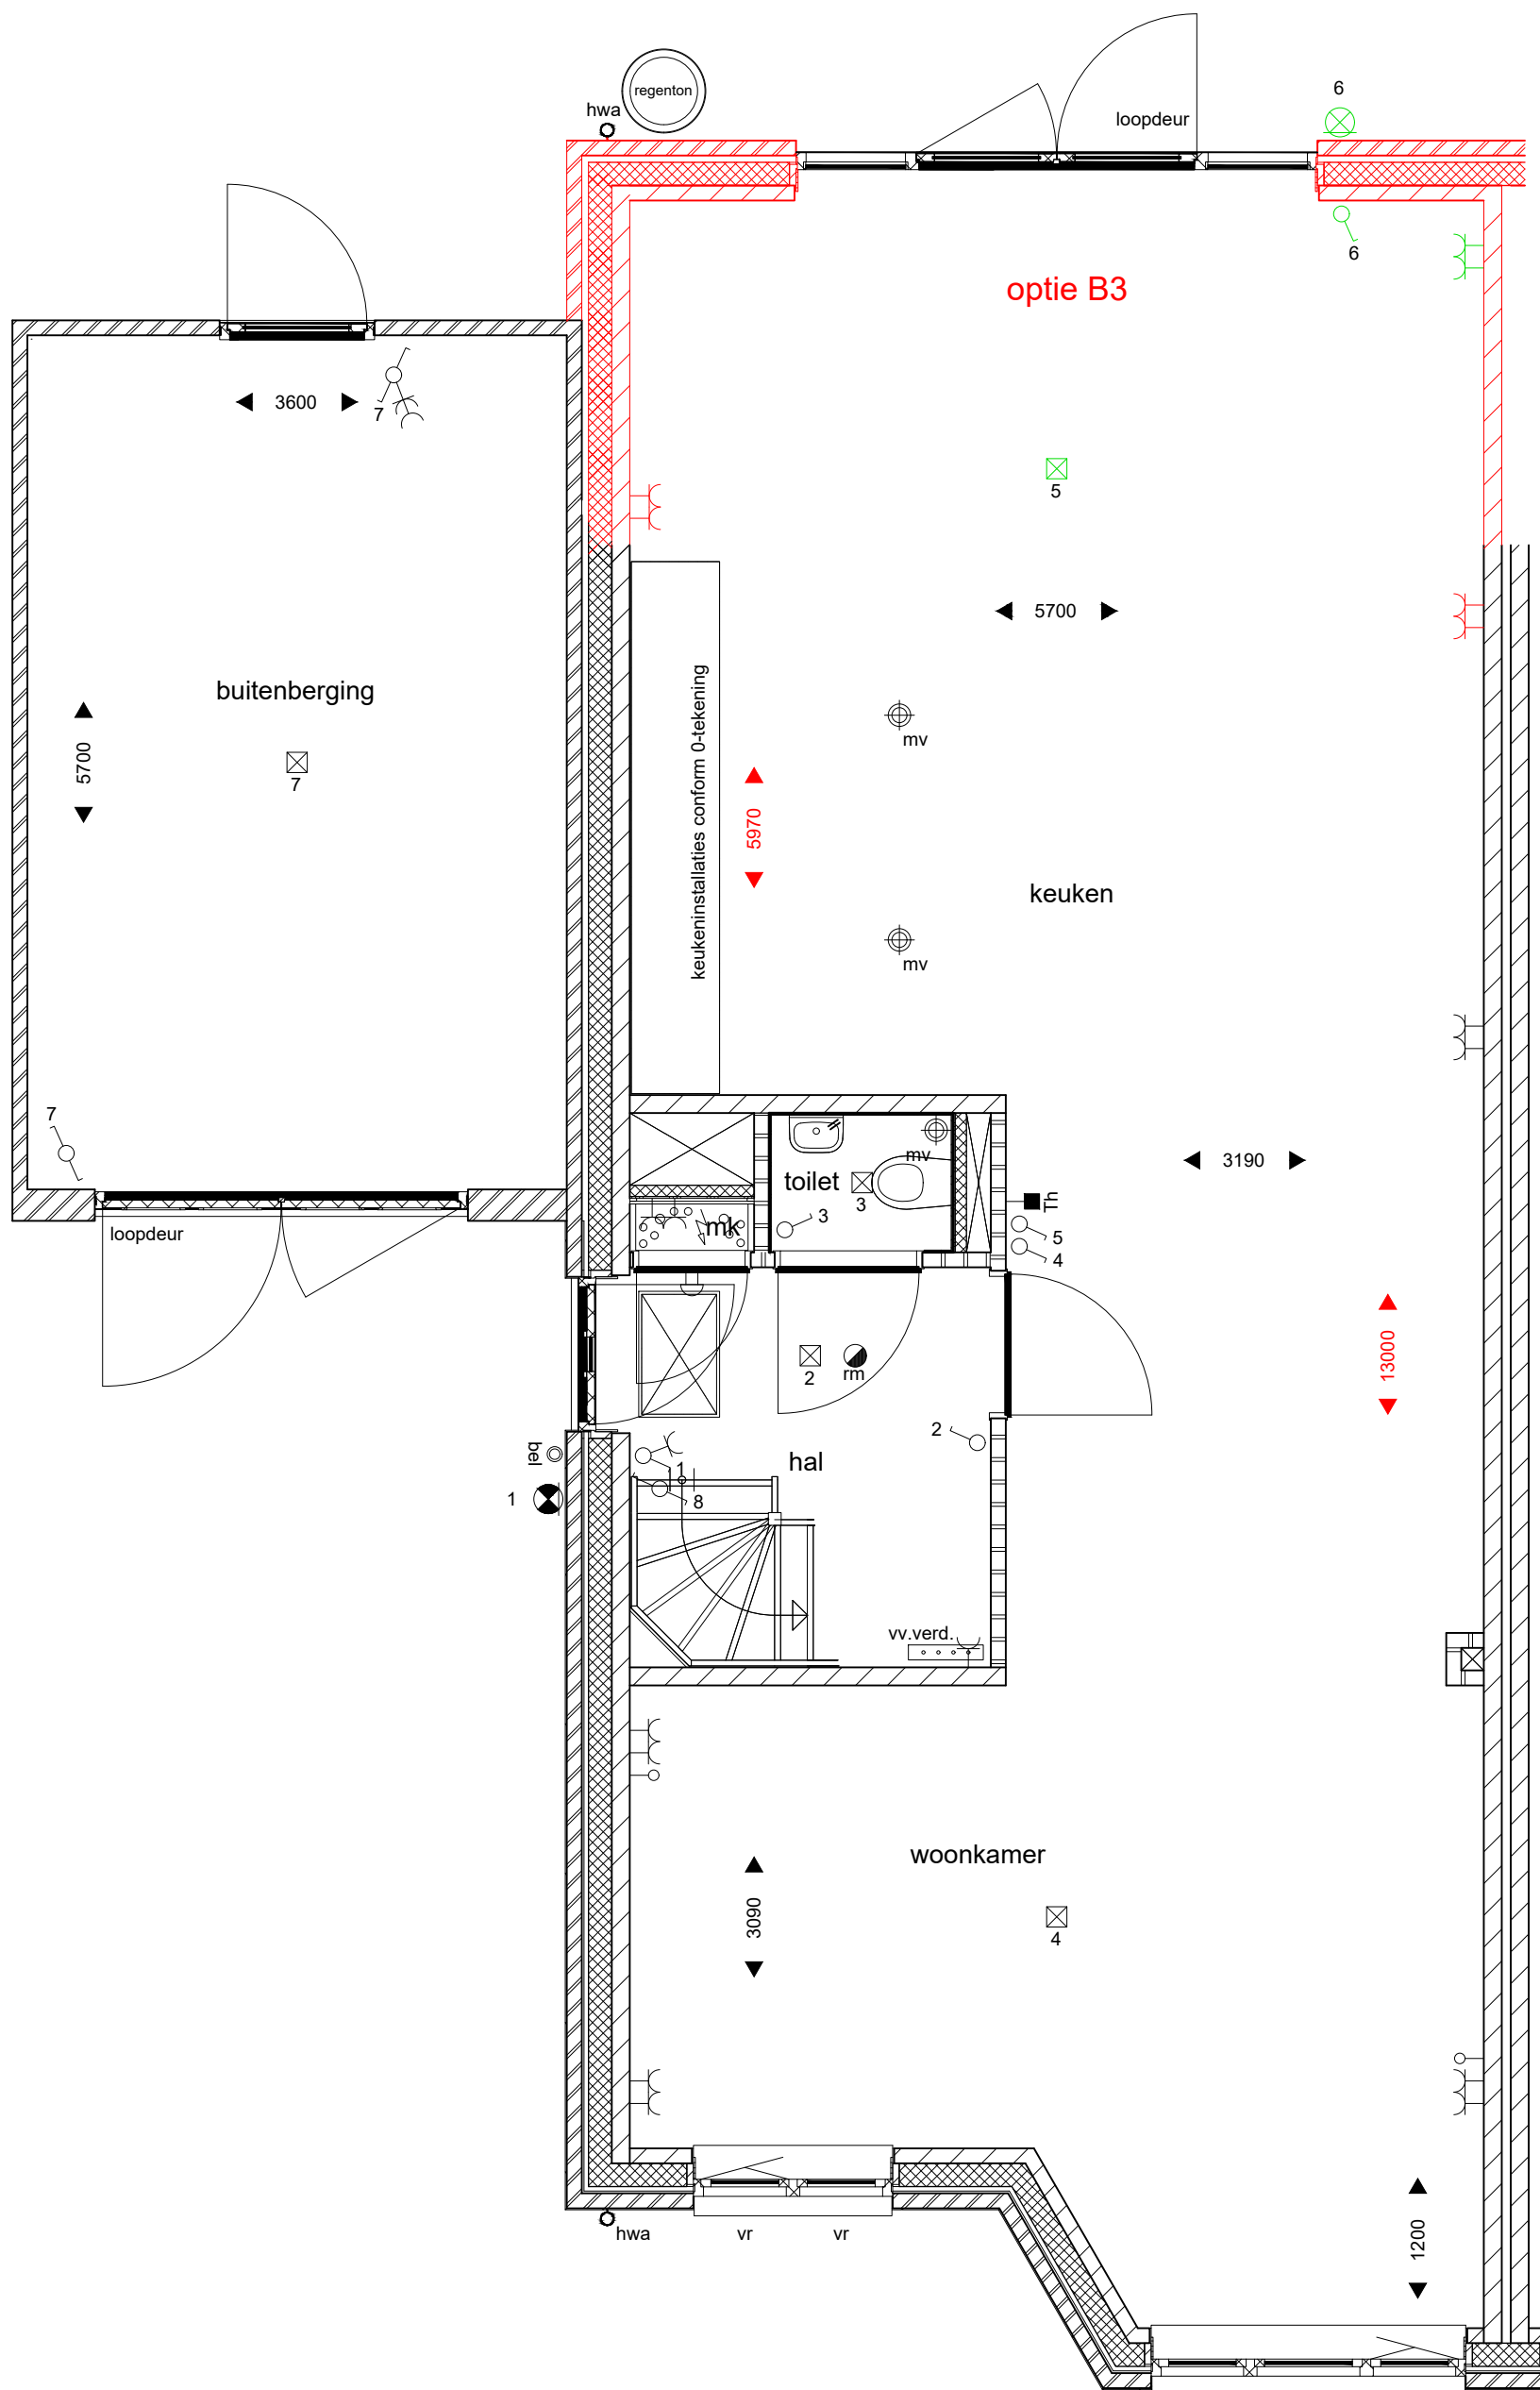 regenton
hwa
loopdeur
6
6
optie B3
3600
7
5
5700
buitenberging
5700
7
keukeninstallaties conform 0-tekening
mv
5970
keuken
mv
7
3190
toilet
mv
3
3
mk
Th
5
4
loopdeur
2
rm
13000
bel
1
1
8
2
hal
vv.verd.
woonkamer
3090
4
hwa
vr
vr
1200